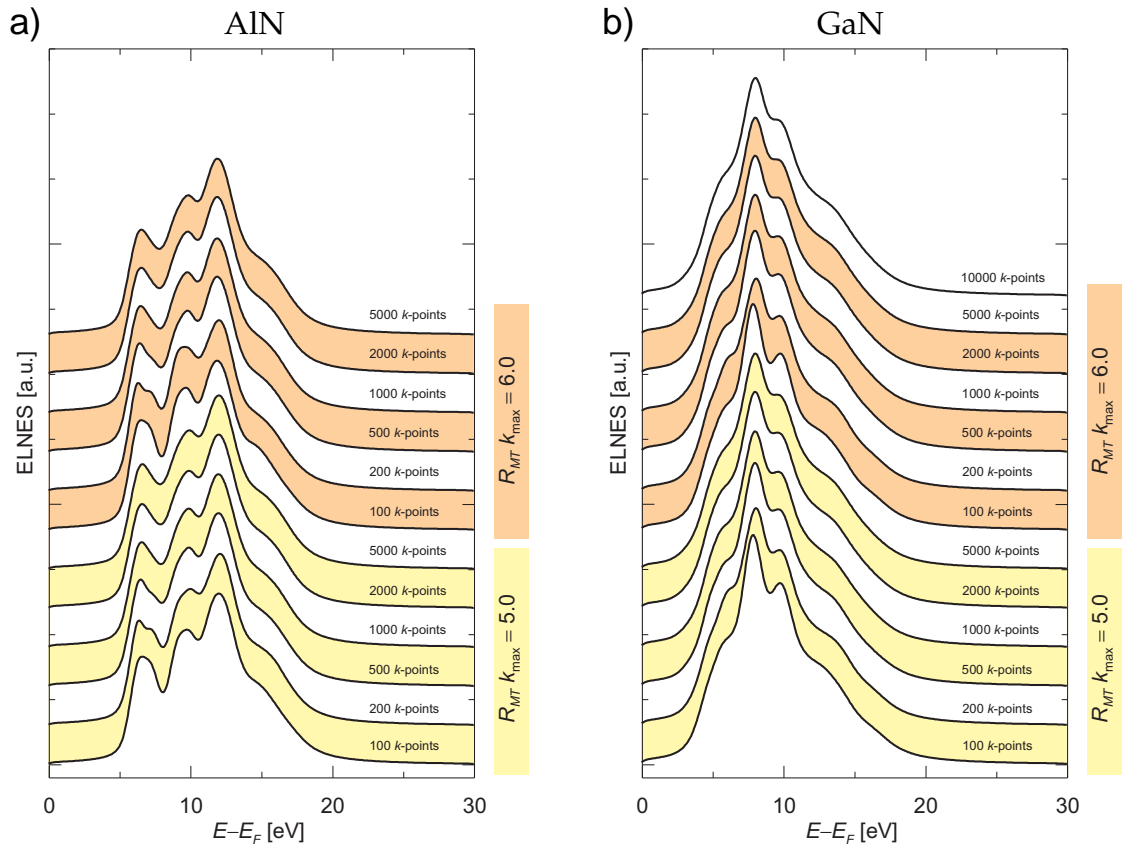 a)
AlN
ELNES [a.u.]
5000 k-points
2000 k-points
1000 k-points
500 k-points
200 k-points
100 k-points
5000 k-points
2000 k-points
1000 k-points
500 k-points
200 k-points
100 k-points
0 10 20 30
E–E_F [eV]
R_MT k_max = 6.0
R_MT k_max = 5.0
b)
GaN
ELNES [a.u.]
10000 k-points
5000 k-points
2000 k-points
1000 k-points
500 k-points
200 k-points
100 k-points
5000 k-points
2000 k-points
1000 k-points
500 k-points
200 k-points
100 k-points
0 10 20 30
E–E_F [eV]
R_MT k_max = 6.0
R_MT k_max = 5.0